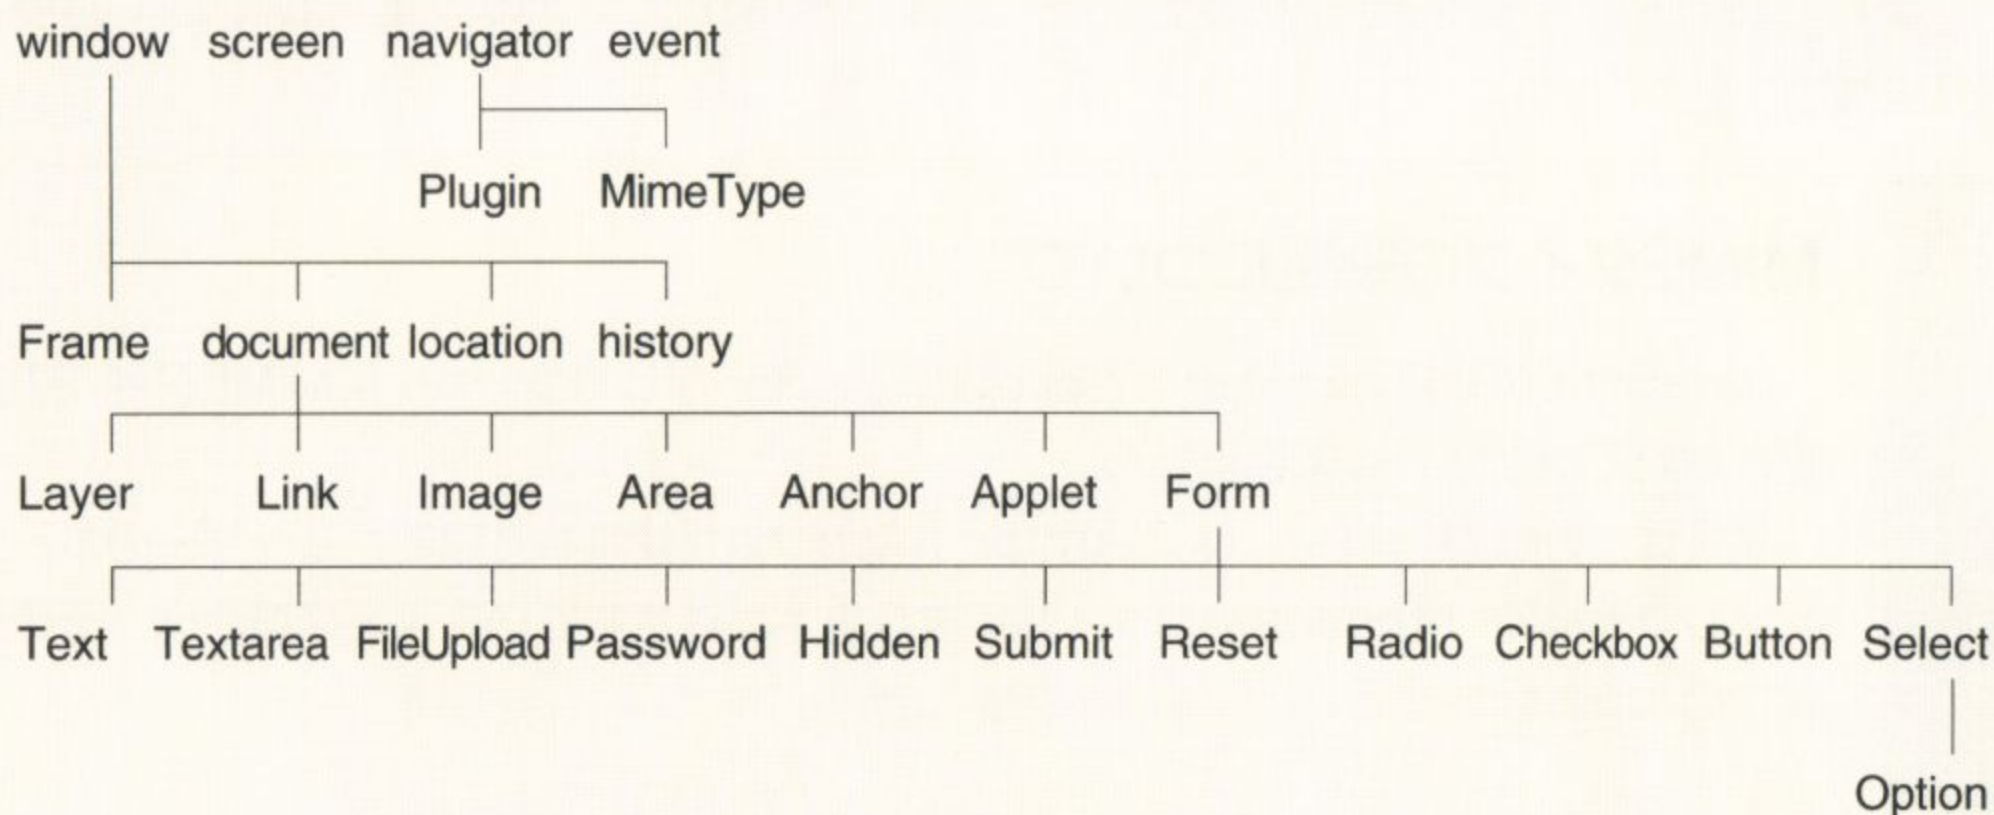 window screen navigator event
Plugin MimeType
Frame document location history
Layer Link Image Area Anchor Applet Form
Text Textarea FileUpload Password Hidden Submit Reset Radio Checkbox Button Select
Option